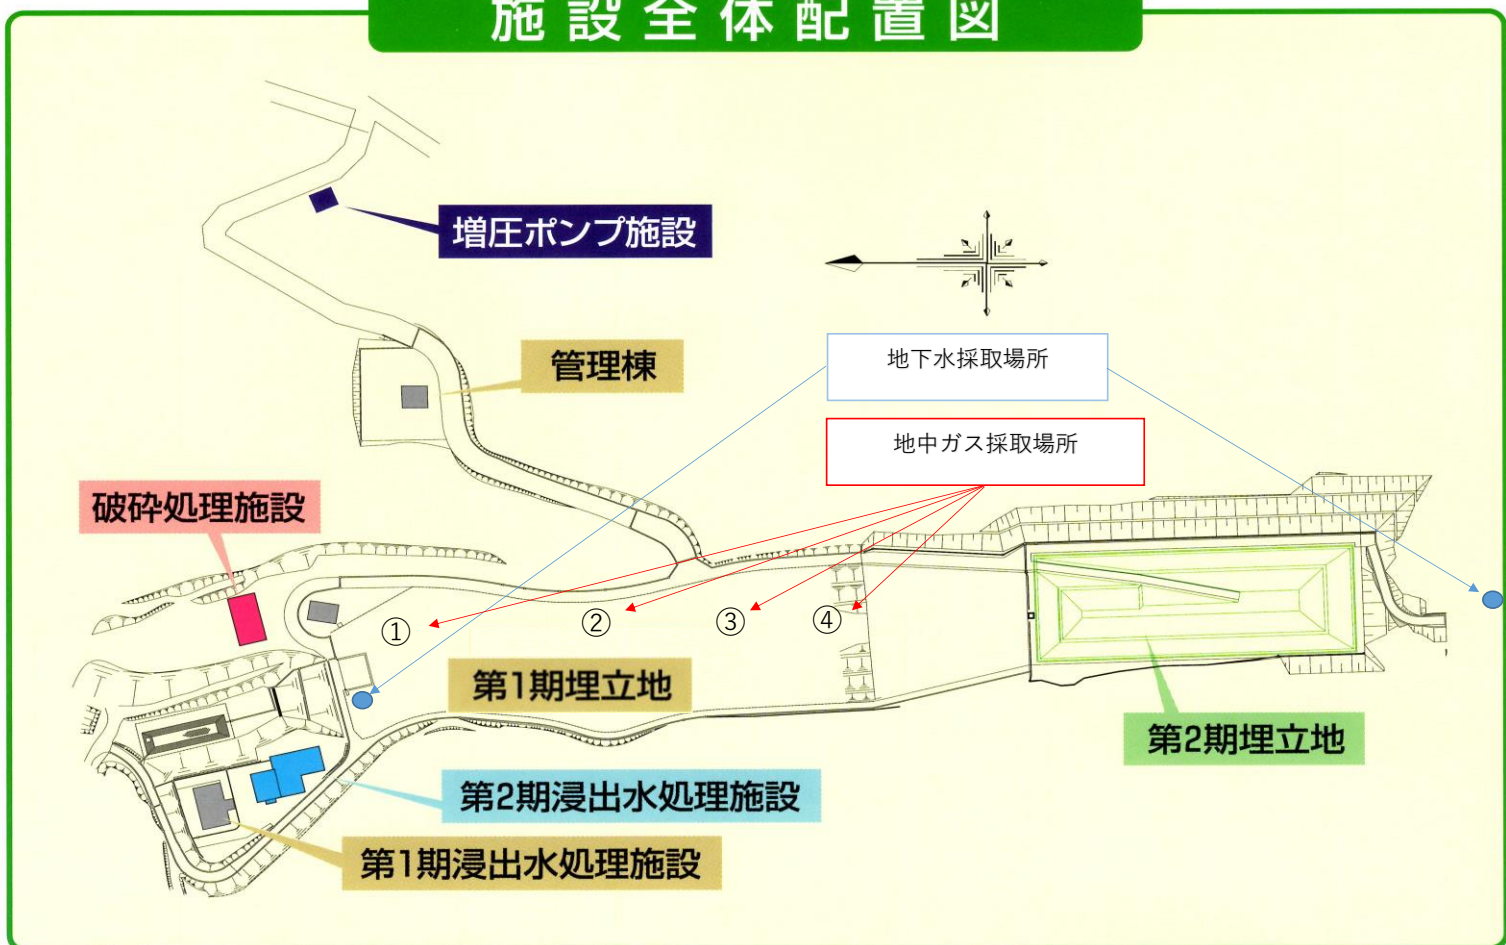 施設全体配置図
増圧ポンプ施設
管理棟
地下水採取場所
地中ガス採取場所
破砕処理施設
①
②
③
④
第1期埋立地
第2期埋立地
第2期浸出水処理施設
第1期浸出水処理施設